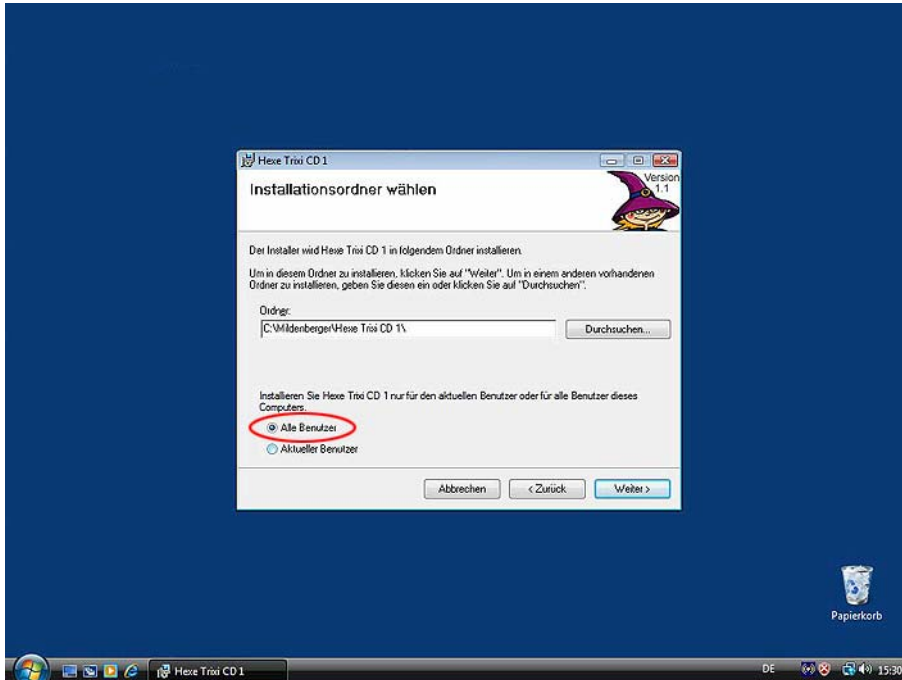 Hexe Trixi CD 1
Version
1.1
Installationsordner wählen
Der Installer wird Hexe Trixi CD 1 in folgendem Ordner installieren.
Um in diesem Ordner zu installieren, klicken Sie auf "Weiter". Um in einem anderen vorhandenen
Ordner zu installieren, geben Sie diesen ein oder klicken Sie auf "Durchsuchen".
Ordner:
C:\Mildenberger\Hexe Trixi CD 1\
Durchsuchen...
Installieren Sie Hexe Trixi CD 1 nur für den aktuellen Benutzer oder für alle Benutzer dieses
Computers.
Alle Benutzer
Aktueller Benutzer
Abbrechen
< Zurück
Weiter >
Papierkorb
Hexe Trixi CD 1
DE
15:30